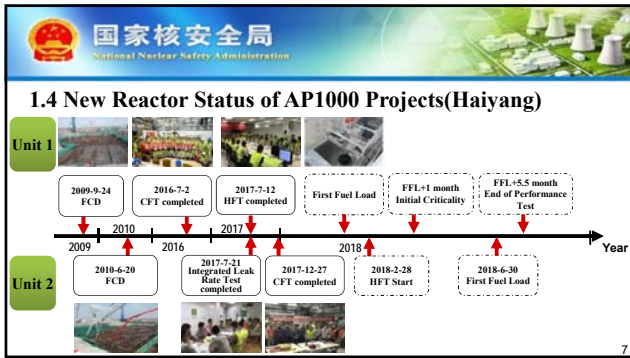 国家核安全局
National Nuclear Safety Administration
1.4 New Reactor Status of AP1000 Projects(Haiyang)
Unit 1
2009-9-24
FCD
2016-7-2
CFT completed
2017-7-12
HFT completed
First Fuel Load
FFL+1 month
Initial Criticality
FFL+5.5 month
End of Performance
Test
2010
2017
2009
2016
2018
Year
Unit 2
2010-6-20
FCD
2017-7-21
Integrated Leak
Rate Test
completed
2017-12-27
CFT completed
2018-2-28
HFT Start
2018-6-30
First Fuel Load
7